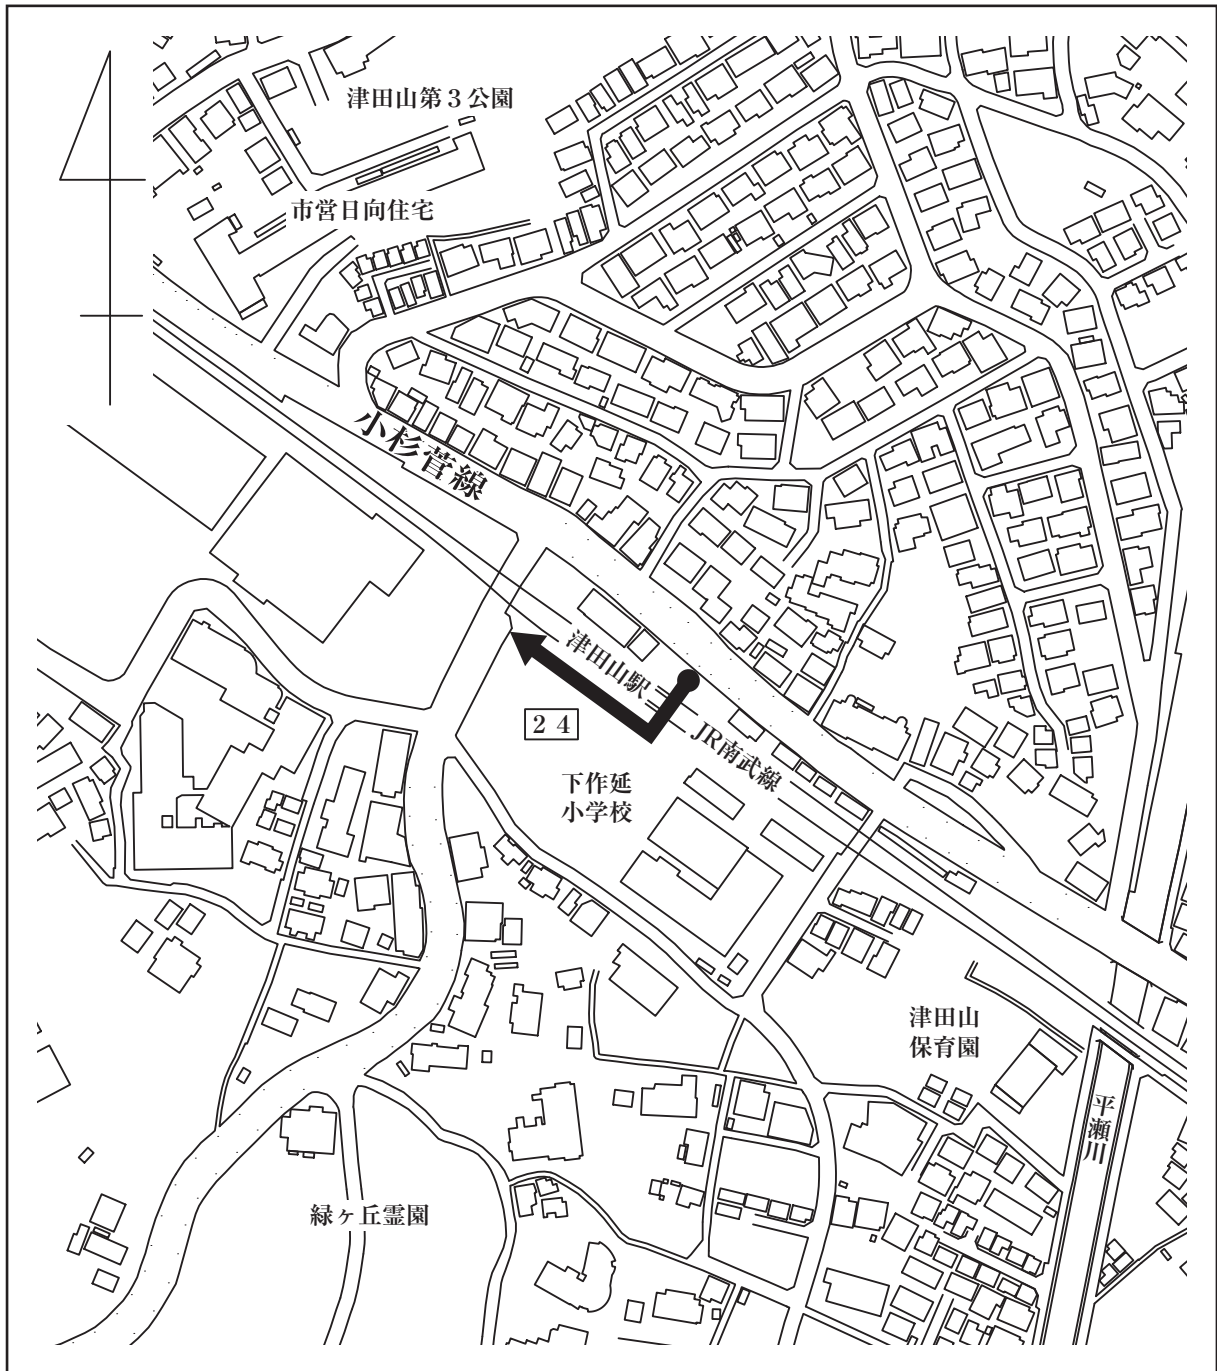 津田山第３公園
市営日向住宅
小杉菅線
津田山駅
JR南武線
２４
下作延
小学校
津田山
保育園
平瀬川
緑ヶ丘霊園